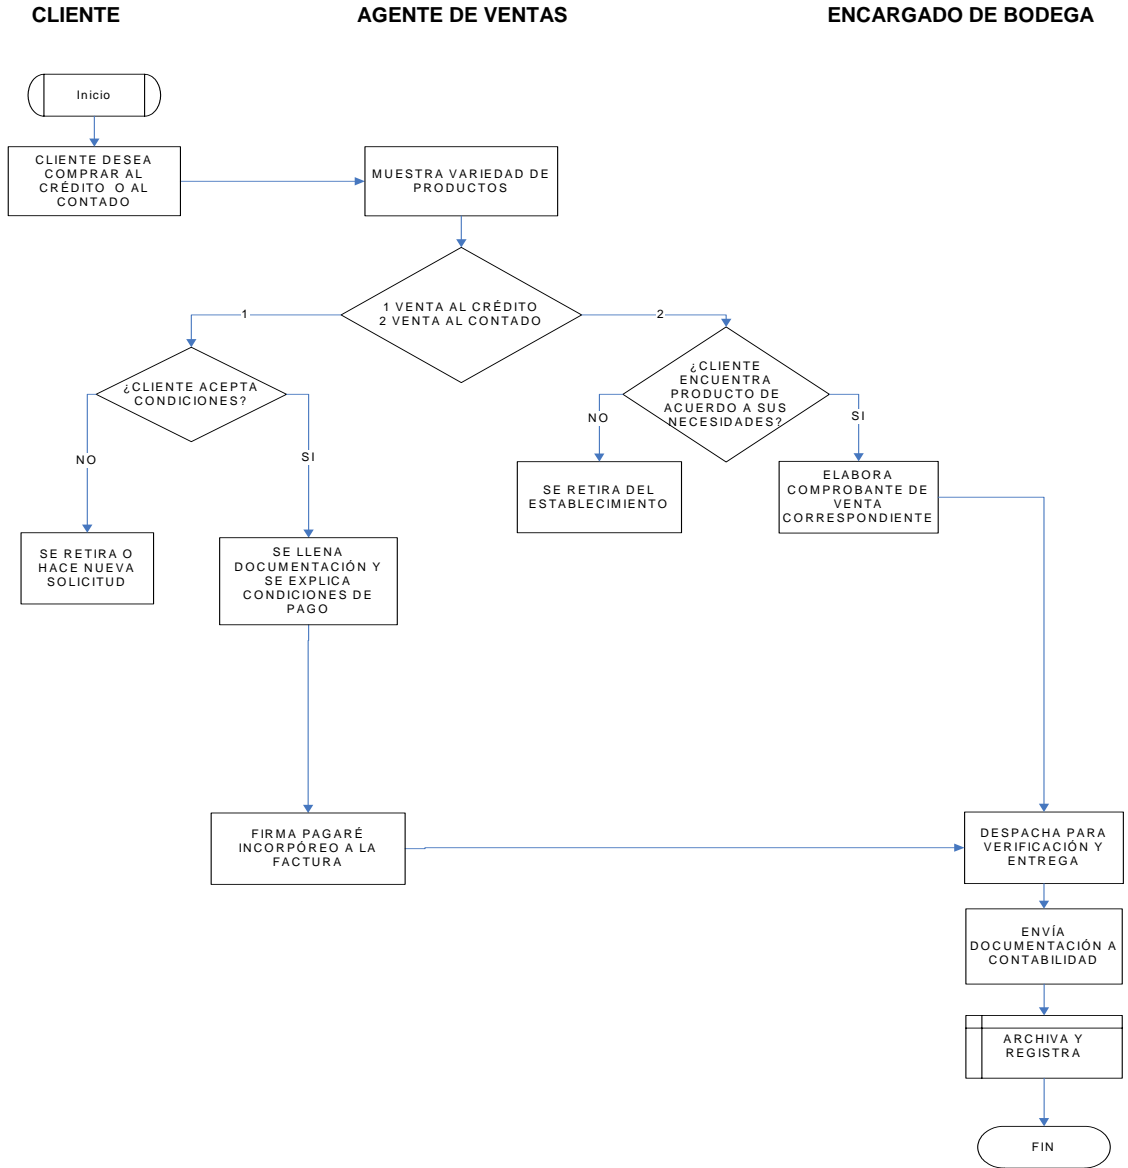 CLIENTE
AGENTE DE VENTAS
ENCARGADO DE BODEGA
Inicio
CLIENTE DESEA
COMPRAR AL
CRÉDITO O AL
CONTADO
MUESTRA VARIEDAD DE
PRODUCTOS
1 VENTA AL CRÉDITO
2 VENTA AL CONTADO
1
2
¿CLIENTE ACEPTA
CONDICIONES?
¿CLIENTE
ENCUENTRA
PRODUCTO DE
ACUERDO A SUS
NECESIDADES?
NO
SI
NO
SI
SE RETIRA DEL
ESTABLECIMIENTO
ELABORA
COMPROBANTE DE
VENTA
CORRESPONDIENTE
SE RETIRA O
HACE NUEVA
SOLICITUD
SE LLENA
DOCUMENTACIÓN Y
SE EXPLICA
CONDICIONES DE
PAGO
FIRMA PAGARÉ
INCORPÓREO A LA
FACTURA
DESPACHA PARA
VERIFICACIÓN Y
ENTREGA
ENVÍA
DOCUMENTACIÓN A
CONTABILIDAD
ARCHIVA Y
REGISTRA
FIN